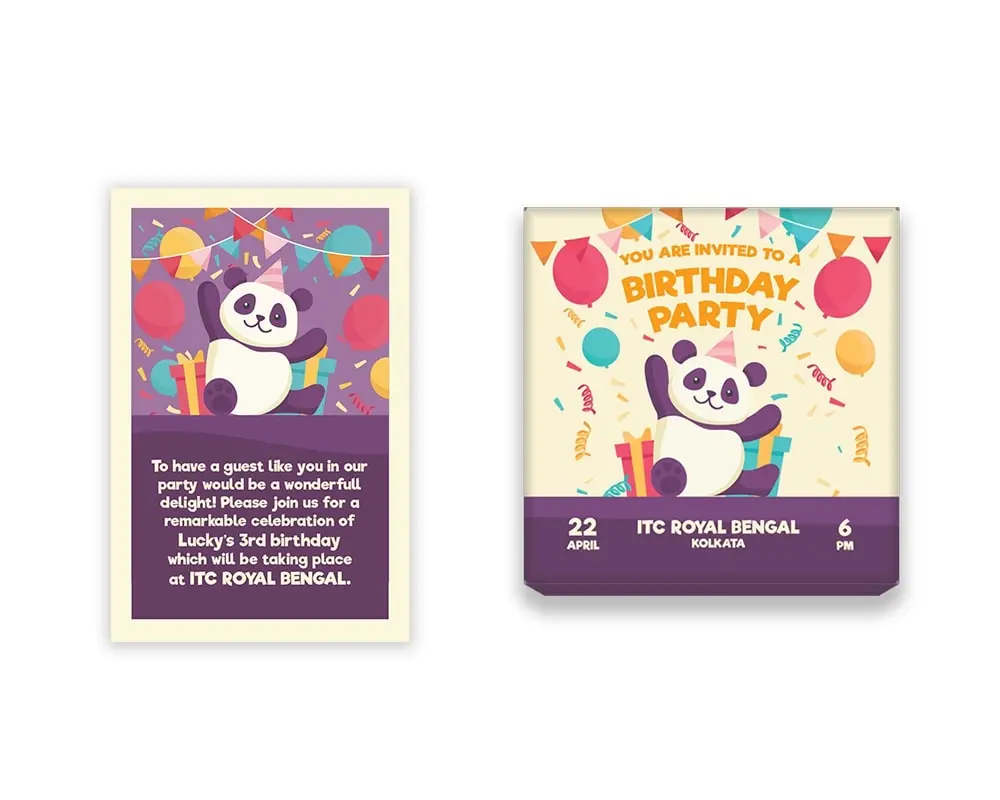 To have a guest like you in our
party would be a wonderfull
delight! Please join us for a
remarkable celebration of
Lucky's 3rd birthday
which will be taking place
at ITC ROYAL BENGAL.
YOU ARE INVITED TO A
BIRTHDAY
PARTY
22
APRIL
ITC ROYAL BENGAL
KOLKATA
6
PM